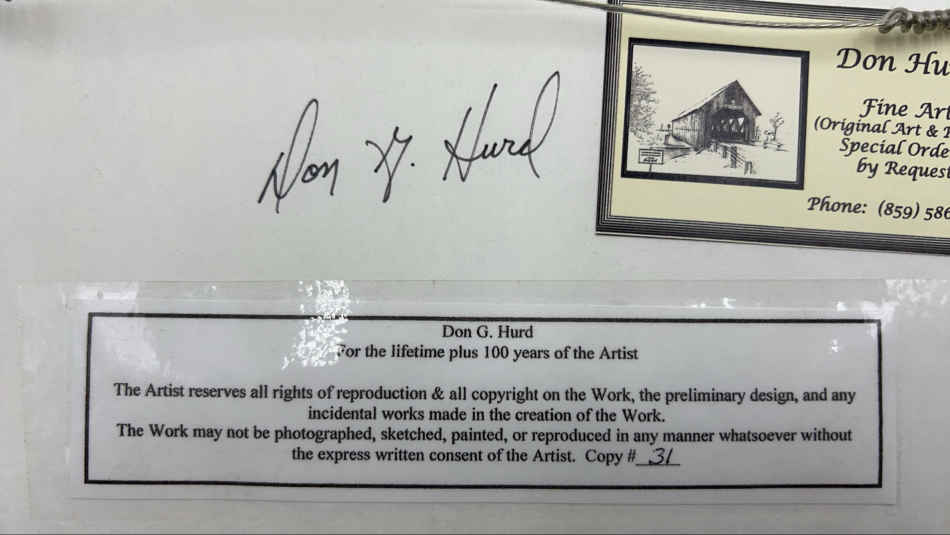 Don G. Hurd
Don Hu
Fine Art
(Original Art &
Special Orde
by Request
Phone: (859) 586
Don G. Hurd
For the lifetime plus 100 years of the Artist
The Artist reserves all rights of reproduction & all copyright on the Work, the preliminary design, and any
incidental works made in the creation of the Work.
The Work may not be photographed, sketched, painted, or reproduced in any manner whatsoever without
the express written consent of the Artist. Copy # 31